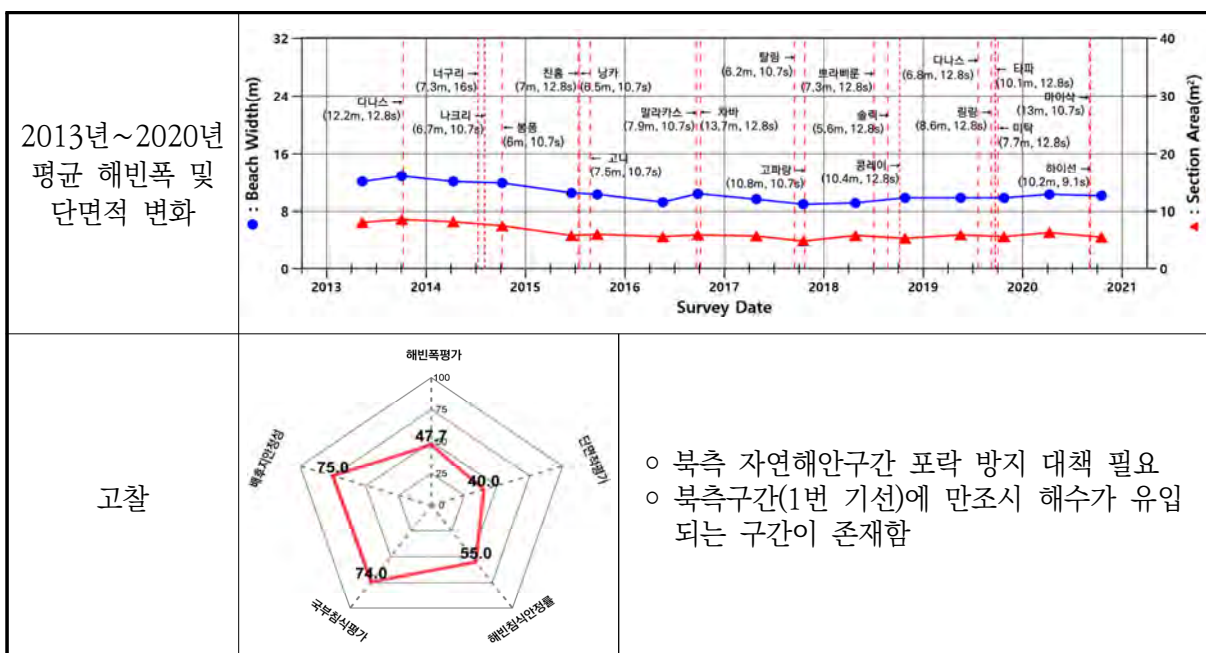 2013년~2020년
평균 해빈폭 및
단면적 변화
● : Beach Width(m)
32
24
16
8
0
너구리→
(7.3m, 16s)
다나스→
(12.2m, 12.8s)
나크리→
(6.7m, 10.7s)
←봉퐁
(6m, 10.7s)
찬홈→
(7m, 12.8s)
←낭카
(6.5m, 10.7s)
←고니
(7.5m, 10.7s)
말라카스→
(7.9m, 10.7s)
←차바
(13.7m, 12.8s)
탈림→
(6.2m, 10.7s)
고파랑→
(10.8m, 10.7s)
쁘라삐룬→
(7.3m, 12.8s)
솔릭→
(5.6m, 12.8s)
콩레이→
(10.4m, 12.8s)
다나스→
(6.8m, 12.8s)
링링→
(8.6m, 12.8s)
←타파
(10.1m, 12.8s)
←미탁
(7.7m, 12.8s)
마이삭→
(13m, 10.7s)
하이선→
(10.2m, 9.1s)
40
30
20
10
0
▲ : Section Area(m²)
2013 2014 2015 2016 2017 2018 2019 2020 2021
Survey Date
고찰
해빈폭평가
단면적평가
해빈침식안정률
국부침식평가
배후지안정성
100
75
50
25
0
47.7
40.0
55.0
74.0
75.0
○ 북측 자연해안구간 포락 방지 대책 필요
○ 북측구간(1번 기선)에 만조시 해수가 유입
되는 구간이 존재함